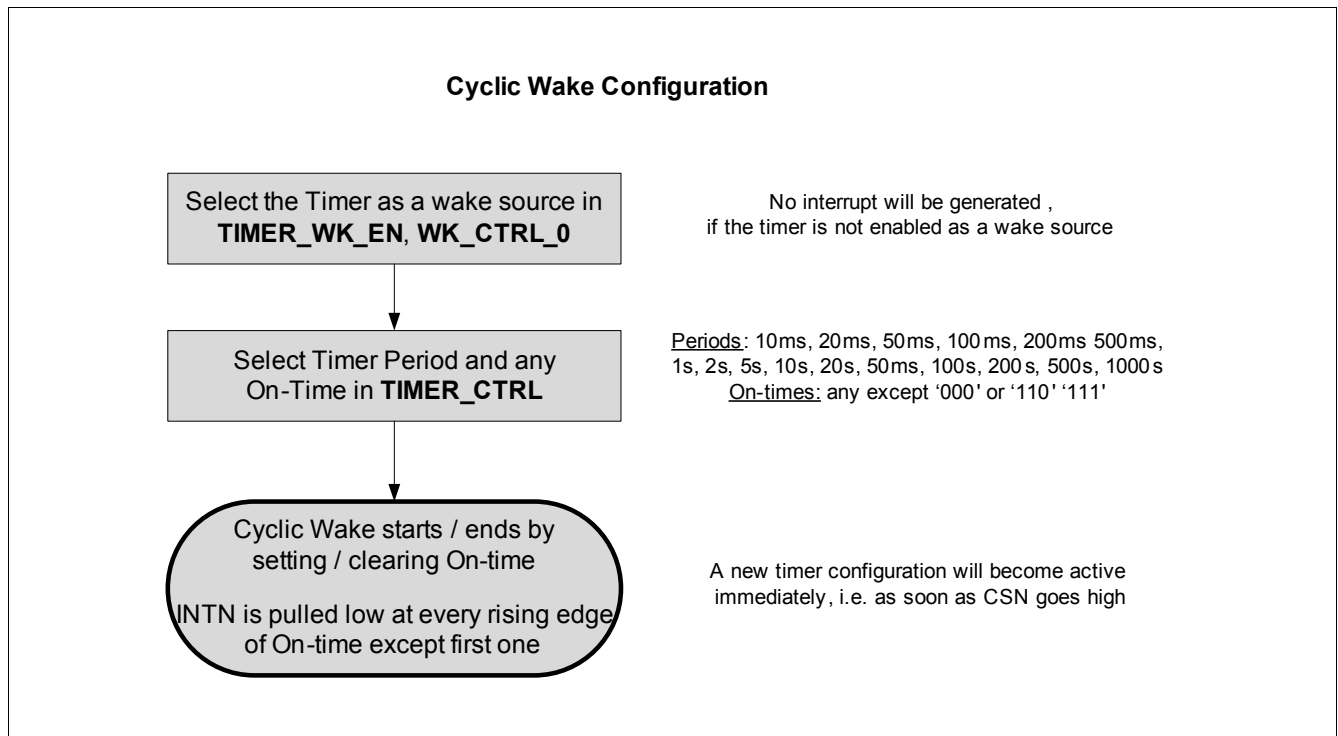 Cyclic Wake Configuration
Select the Timer as a wake source in
TIMER_WK_EN, WK_CTRL_0
No interrupt will be generated ,
if the timer is not enabled as a wake source
Select Timer Period and any
On-Time in TIMER_CTRL
Periods: 10ms, 20ms, 50ms, 100ms, 200ms 500ms,
1s, 2s, 5s, 10s, 20s, 50ms, 100s, 200s, 500s, 1000s
On-times: any except ‘000' or ‘110' ‘111'
Cyclic Wake starts / ends by
setting / clearing On-time
INTN is pulled low at every rising edge
of On-time except first one
A new timer configuration will become active
immediately, i.e. as soon as CSN goes high